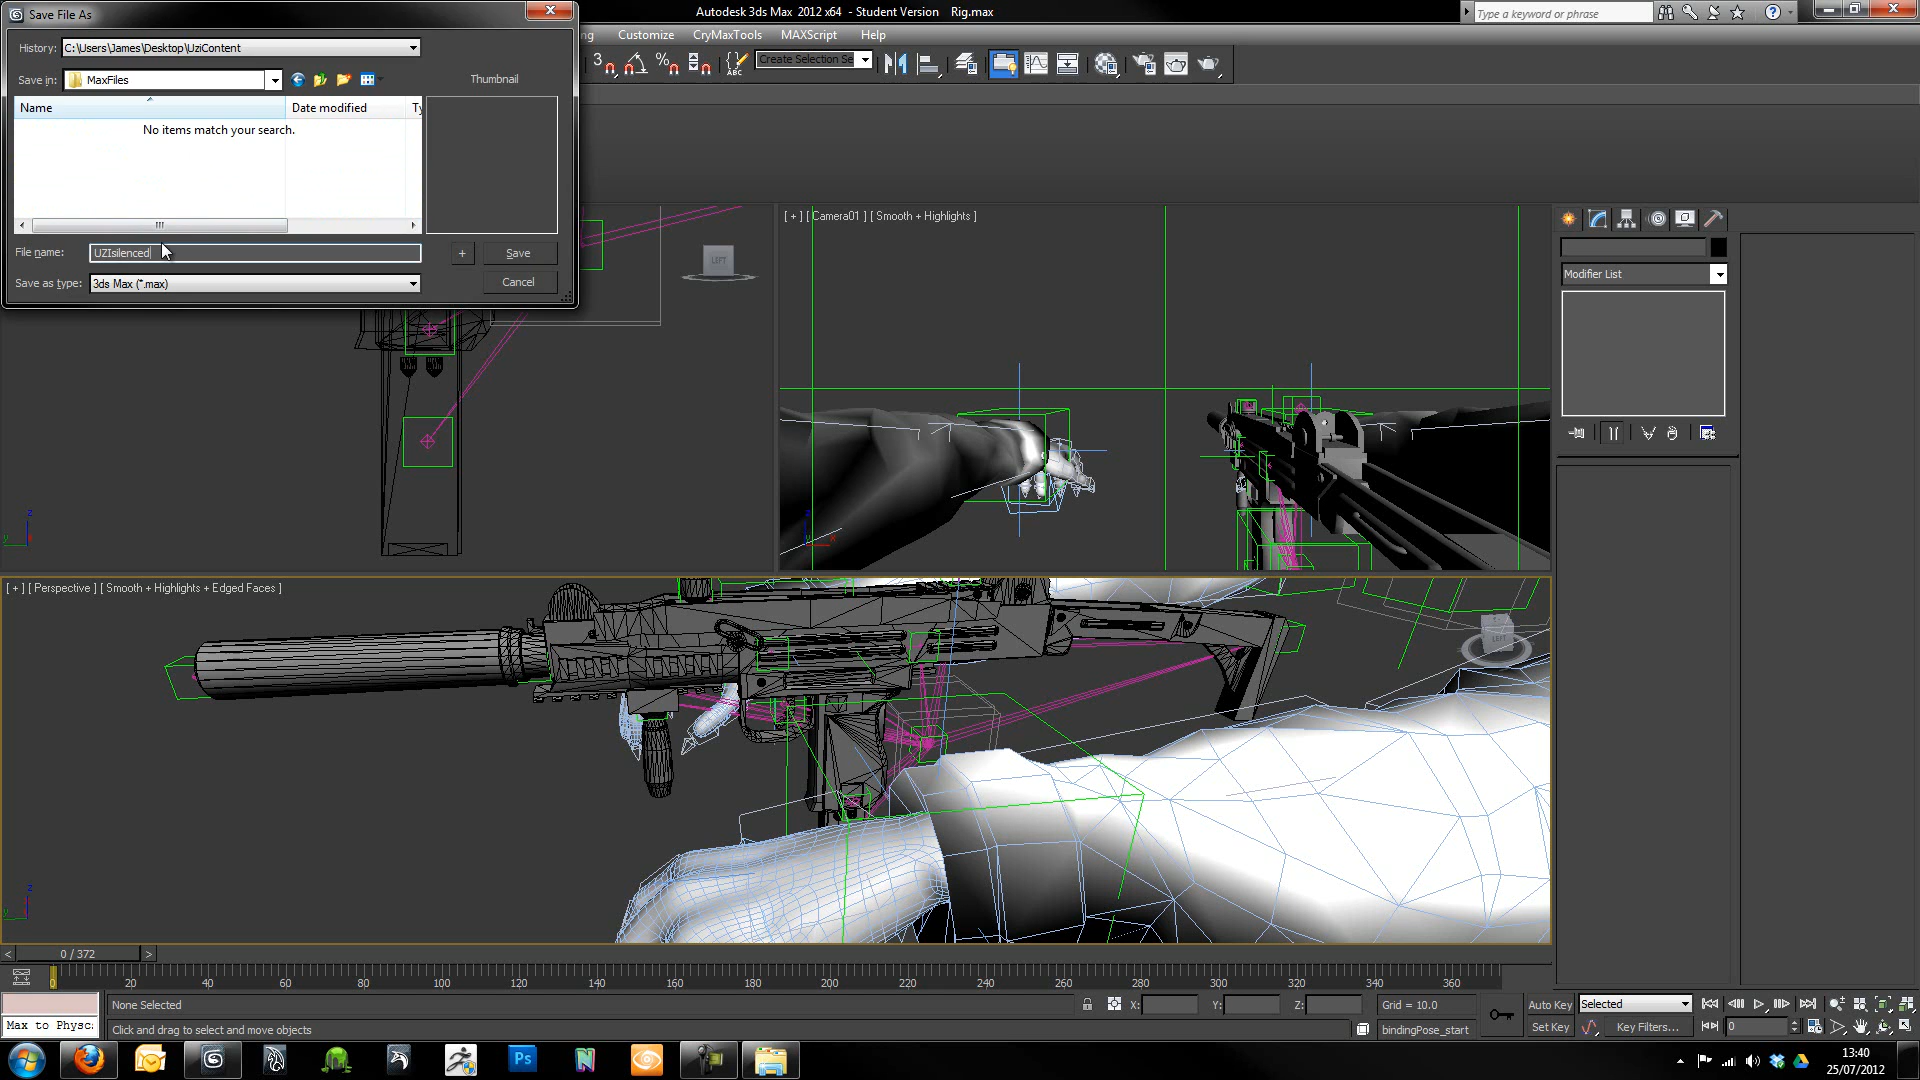 Save File As
Autodesk 3ds Max 2012 x64 - Student Version Rig.max
Type a keyword or phrase
History: C:\Users\James\Desktop\UziContent
Customize CryMaxTools MAXScript Help
Create Selection Se
Save in: MaxFiles
Thumbnail
Name Date modified Ty
No items match your search.
File name: UZIsilenced
+ Save
Save as type: 3ds Max (*.max)
Cancel
LEFT
[ + ] [ Camera01 ] [ Smooth + Highlights ]
Modifier List
[ + ] [ Perspective ] [ Smooth + Highlights + Edged Faces ]
LEFT
< 0 / 372 >
0 20 40 60 80 100 120 140 160 180 200 220 240 260 280 300 320 340 360
None Selected
X: Y: Z: Grid = 10.0
Auto Key Selected
Max to Physc:
Click and drag to select and move objects
bindingPose_start
Set Key Key Filters... 0
Ps
13:40
25/07/2012